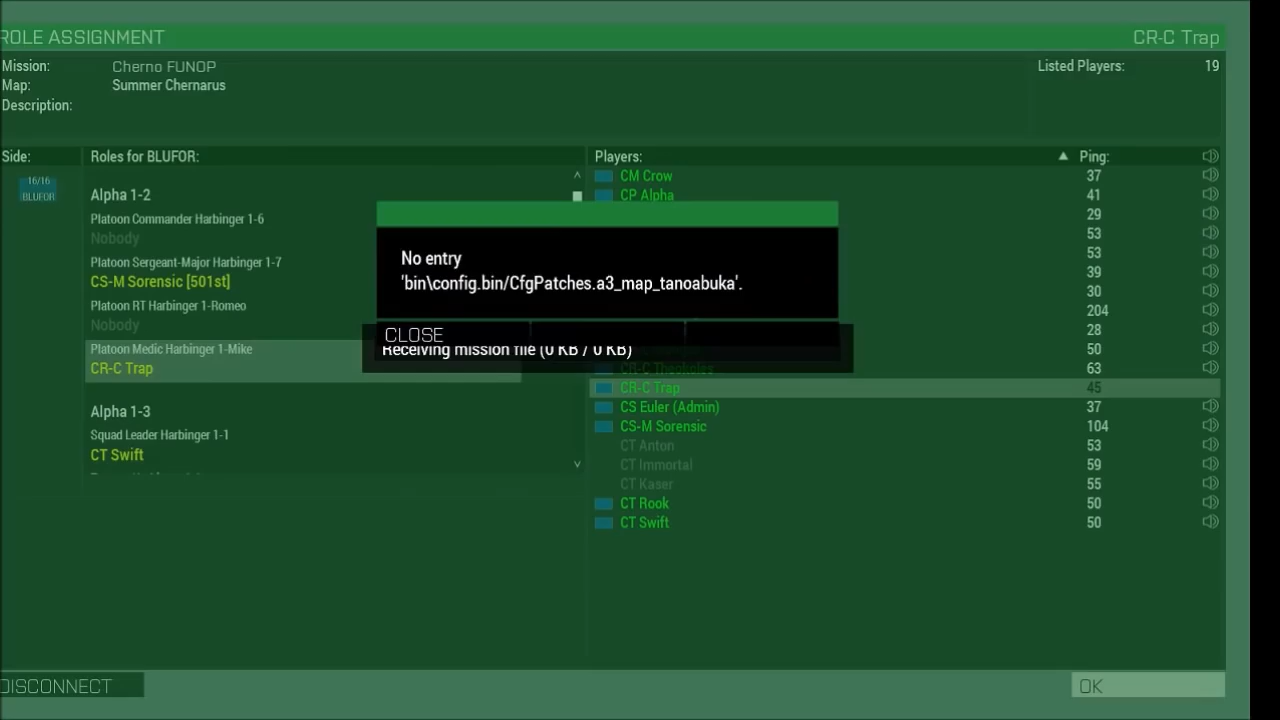 ROLE ASSIGNMENT
CR-C Trap
Mission: Cherno FUNOP
Listed Players: 19
Map: Summer Chernarus
Description:
Side:
Roles for BLUFOR:
Players:
Ping:
16/16
BLUFOR
Alpha 1-2
Platoon Commander Harbinger 1-6
Nobody
Platoon Sergeant-Major Harbinger 1-7
CS-M Sorensic [501st]
Platoon RT Harbinger 1-Romeo
Nobody
Platoon Medic Harbinger 1-Mike
CR-C Trap
Alpha 1-3
Squad Leader Harbinger 1-1
CT Swift
CM Crow 37
CP Alpha 41
29
53
53
39
30
204
28
50
63
CR-C Trap 45
CS Euler (Admin) 37
CS-M Sorensic 104
CT Anton 53
CT Immortal 59
CT Kaser 55
CT Rook 50
CT Swift 50
No entry
'bin\config.bin/CfgPatches.a3_map_tanoabuka'.
CLOSE
Receiving mission file (0 KB / 0 KB)
DISCONNECT
OK